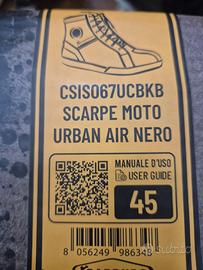 CSIS067UCBKB
SCARPE MOTO
URBAN AIR NERO
MANUALE D'USO
USER GUIDE
45
8 056249 986348